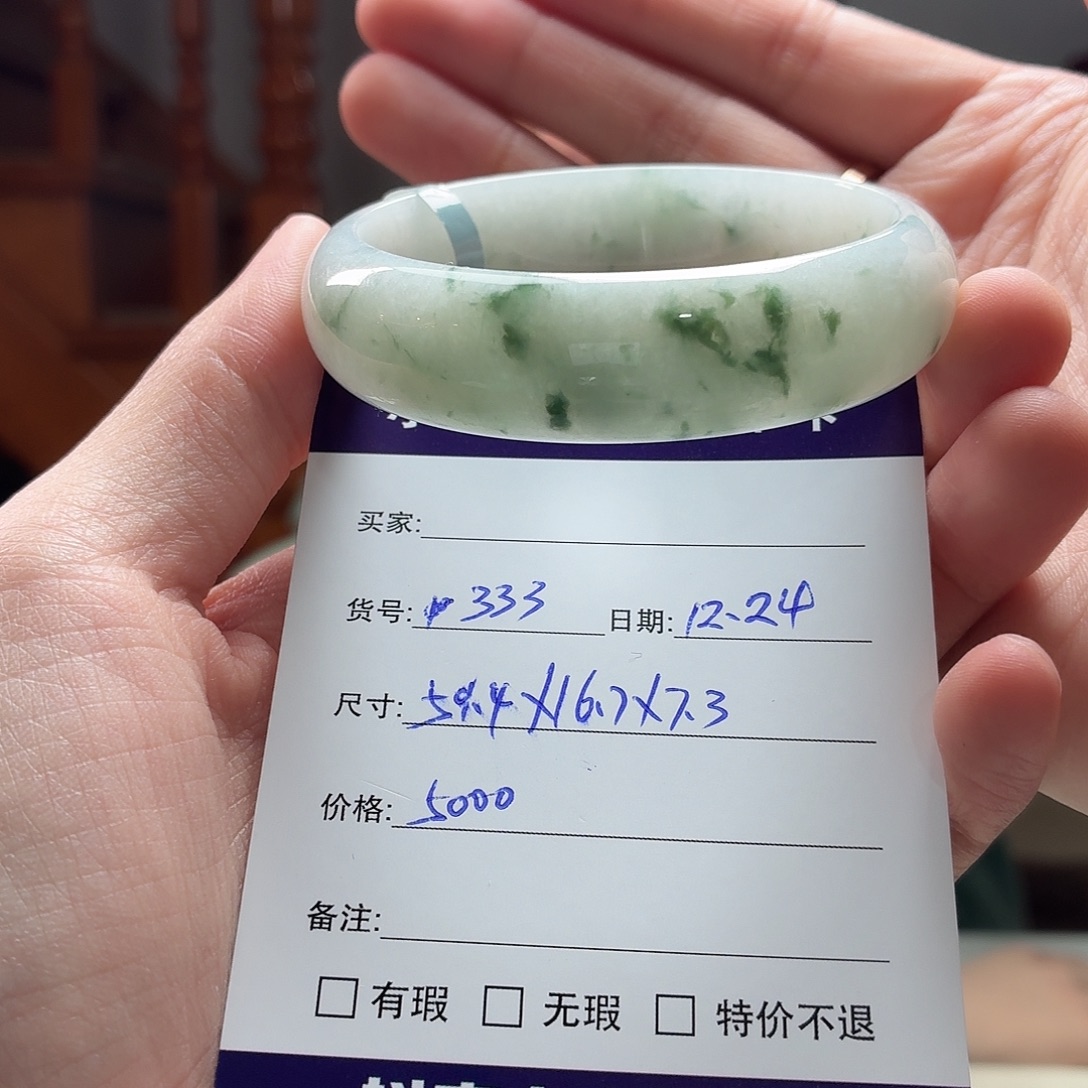 买家:
货号: 333 日期: 12.24
尺寸: 59.4X16.7X7.3
价格: 5000
备注:
□ 有瑕 □ 无瑕 □ 特价不退